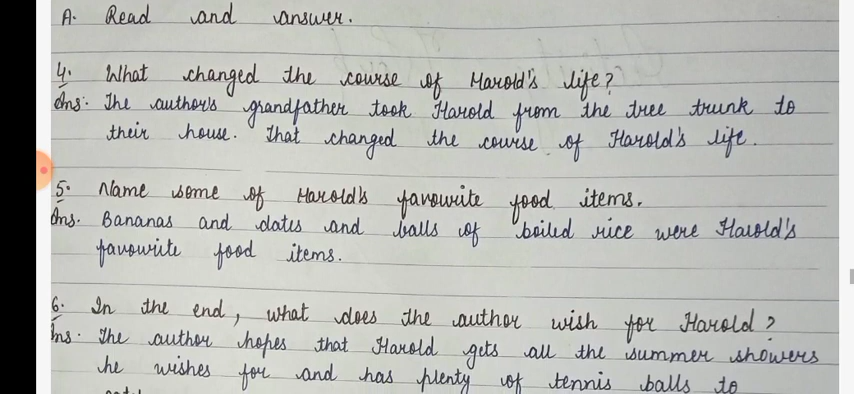 A. Read and answer.
4. What changed the course of Harold's life?
Ans. The author's grandfather took Harold from the tree trunk to
their house. That changed the course of Harold's life.
5. Name some of Harold's favourite food items.
Ans. Bananas and dates and balls of boiled rice were Harold's
favourite food items.
6. In the end, what does the author wish for Harold?
Ans. The author hopes that Harold gets all the summer showers
he wishes for and has plenty of tennis balls to